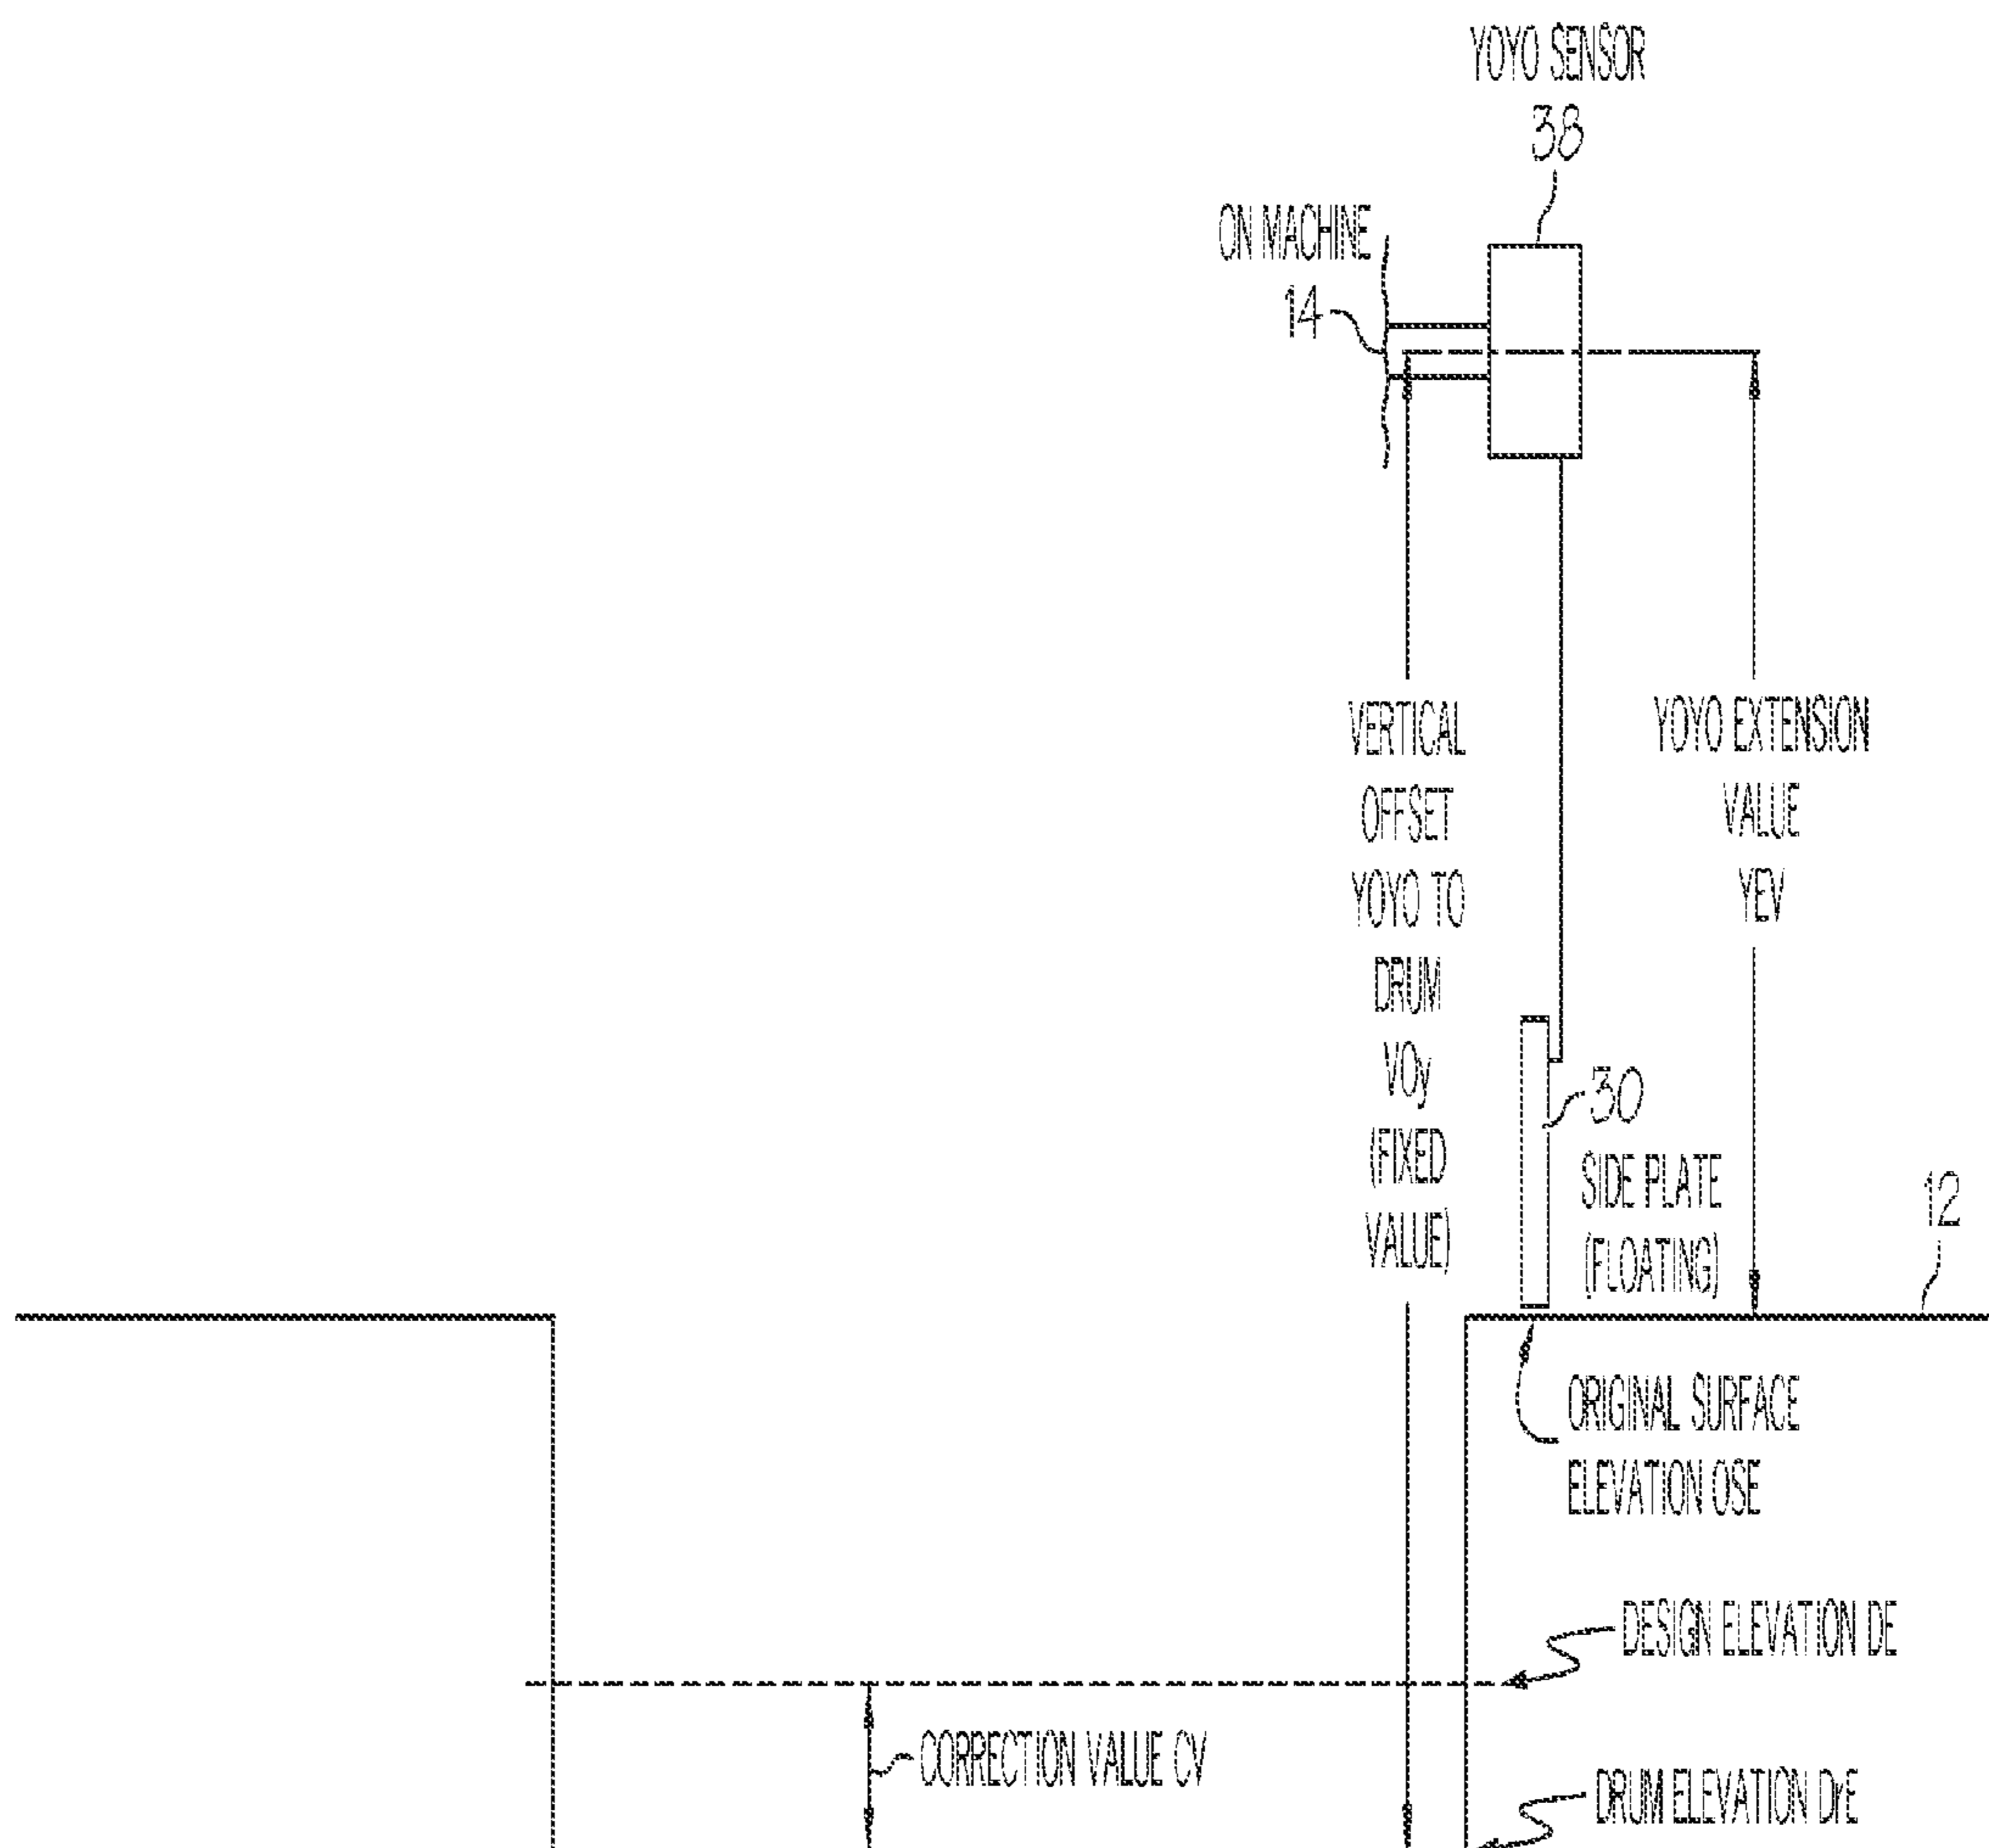 YOYO SENSOR
38
ON MACHINE
14
VERTICAL
OFFSET
YOYO TO
DRUM
VOy
(FIXED
VALUE)
YOYO EXTENSION
VALUE
YEV
30
SIDE PLATE
(FLOATING)
12
ORIGINAL SURFACE
ELEVATION OSE
DESIGN ELEVATION DE
CORRECTION VALUE CV
DRUM ELEVATION DrE